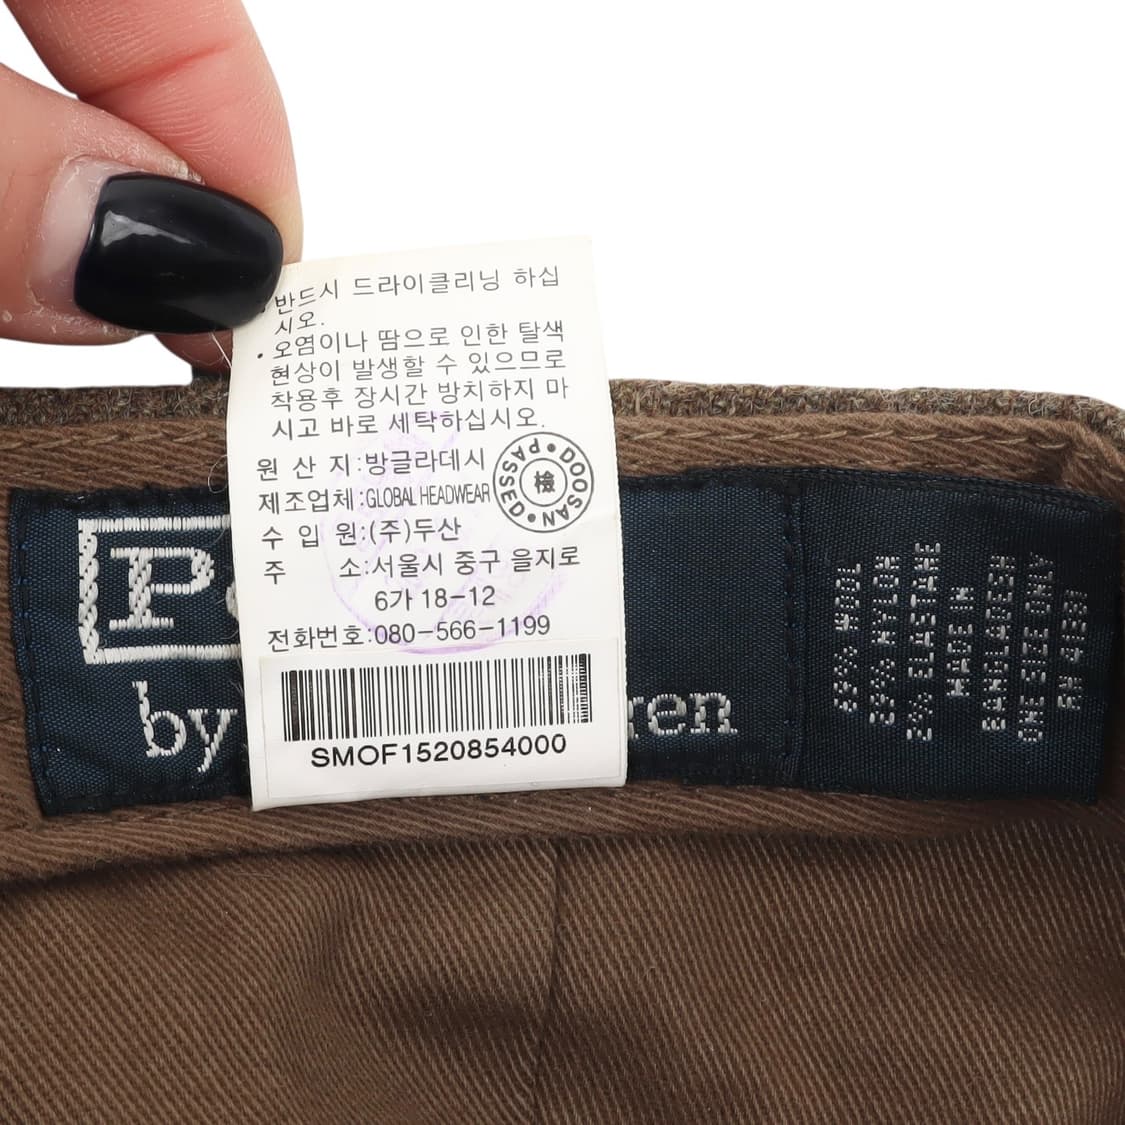 반드시 드라이클리닝 하십
시오.
• 오염이나 땀으로 인한 탈색
현상이 발생할 수 있으므로
착용후 장시간 방치하지 마
시고 바로 세탁하십시오.
원 산 지:방글라데시
제조업체:GLOBAL HEADWEAR
수 입 원:(주)두산
주 소:서울시 중구 을지로
6가 18-12
전화번호:080-566-1199
DOOSAN • PASSED •
檢
SMOF1520854000
P
by
ren
WOOL
NYLON
2% ELASTANE
MADE IN
BANGLADESH
ONE SIZE ONLY
RN 4183